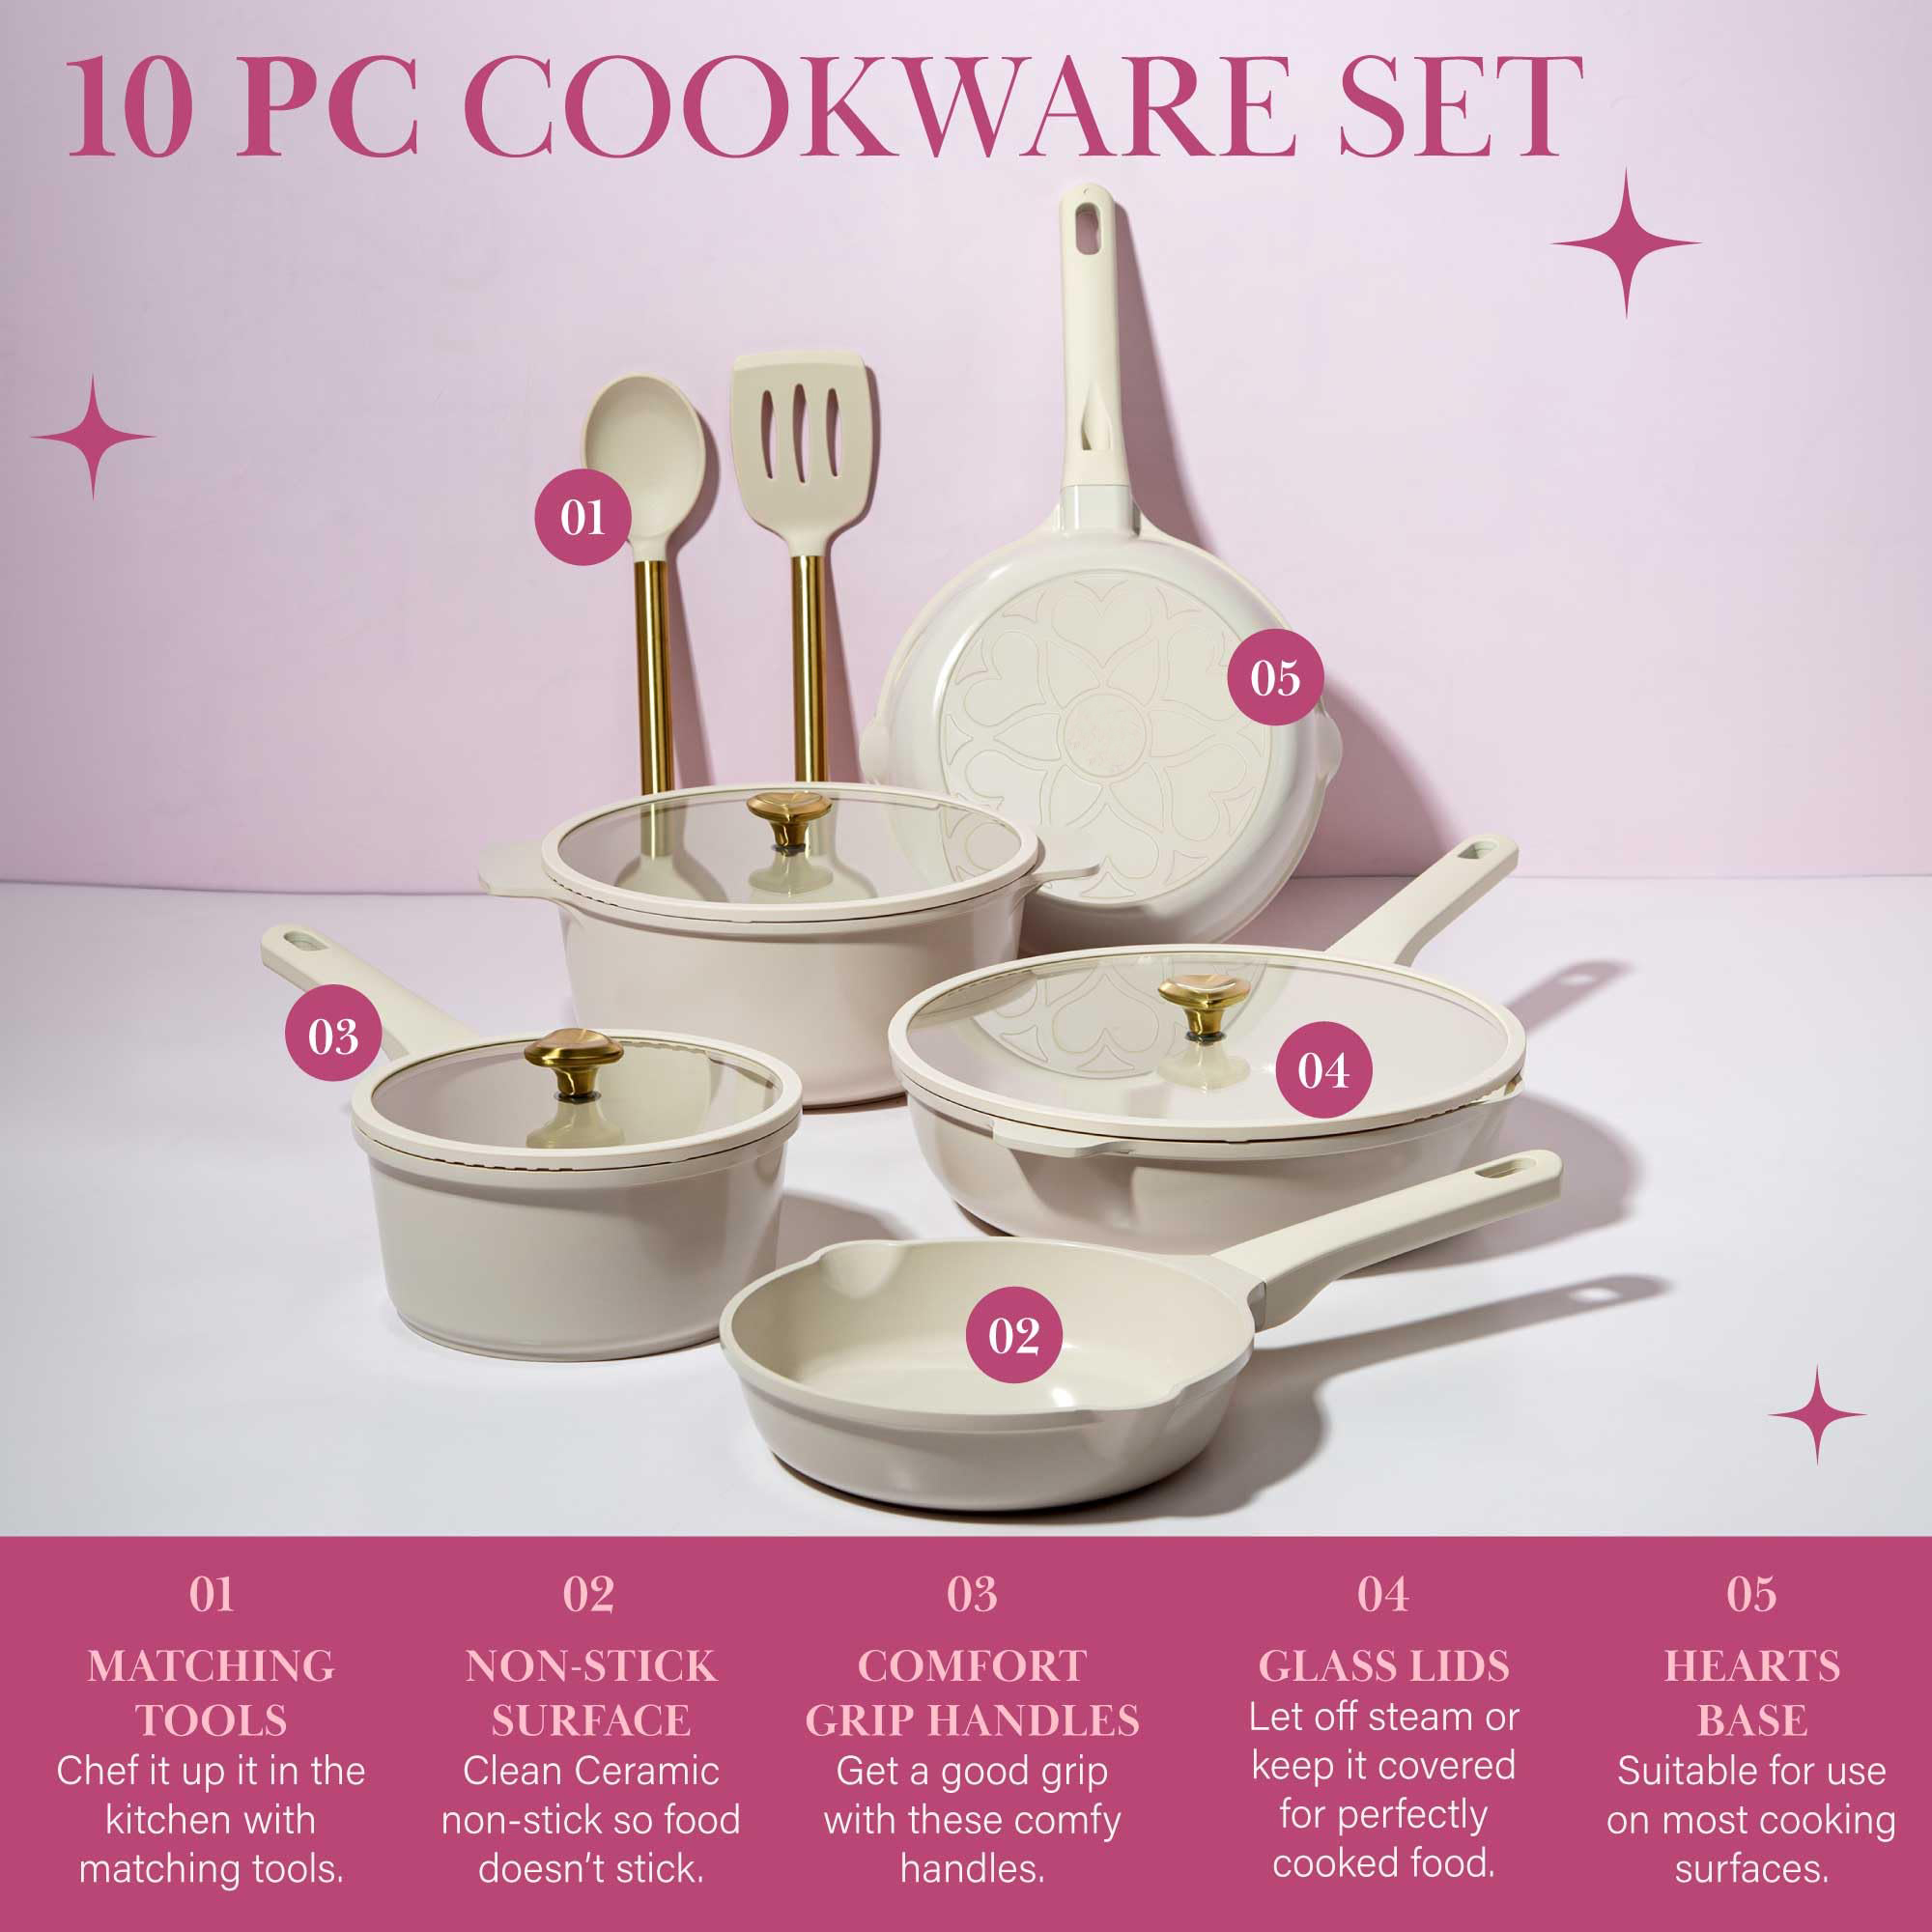 10 PC COOKWARE SET
01
05
03
04
02
01
MATCHING
TOOLS
Chef it up it in the
kitchen with
matching tools.
02
NON-STICK
SURFACE
Clean Ceramic
non-stick so food
doesn't stick.
03
COMFORT
GRIP HANDLES
Get a good grip
with these comfy
handles.
04
GLASS LIDS
Let off steam or
keep it covered
for perfectly
cooked food.
05
HEARTS
BASE
Suitable for use
on most cooking
surfaces.